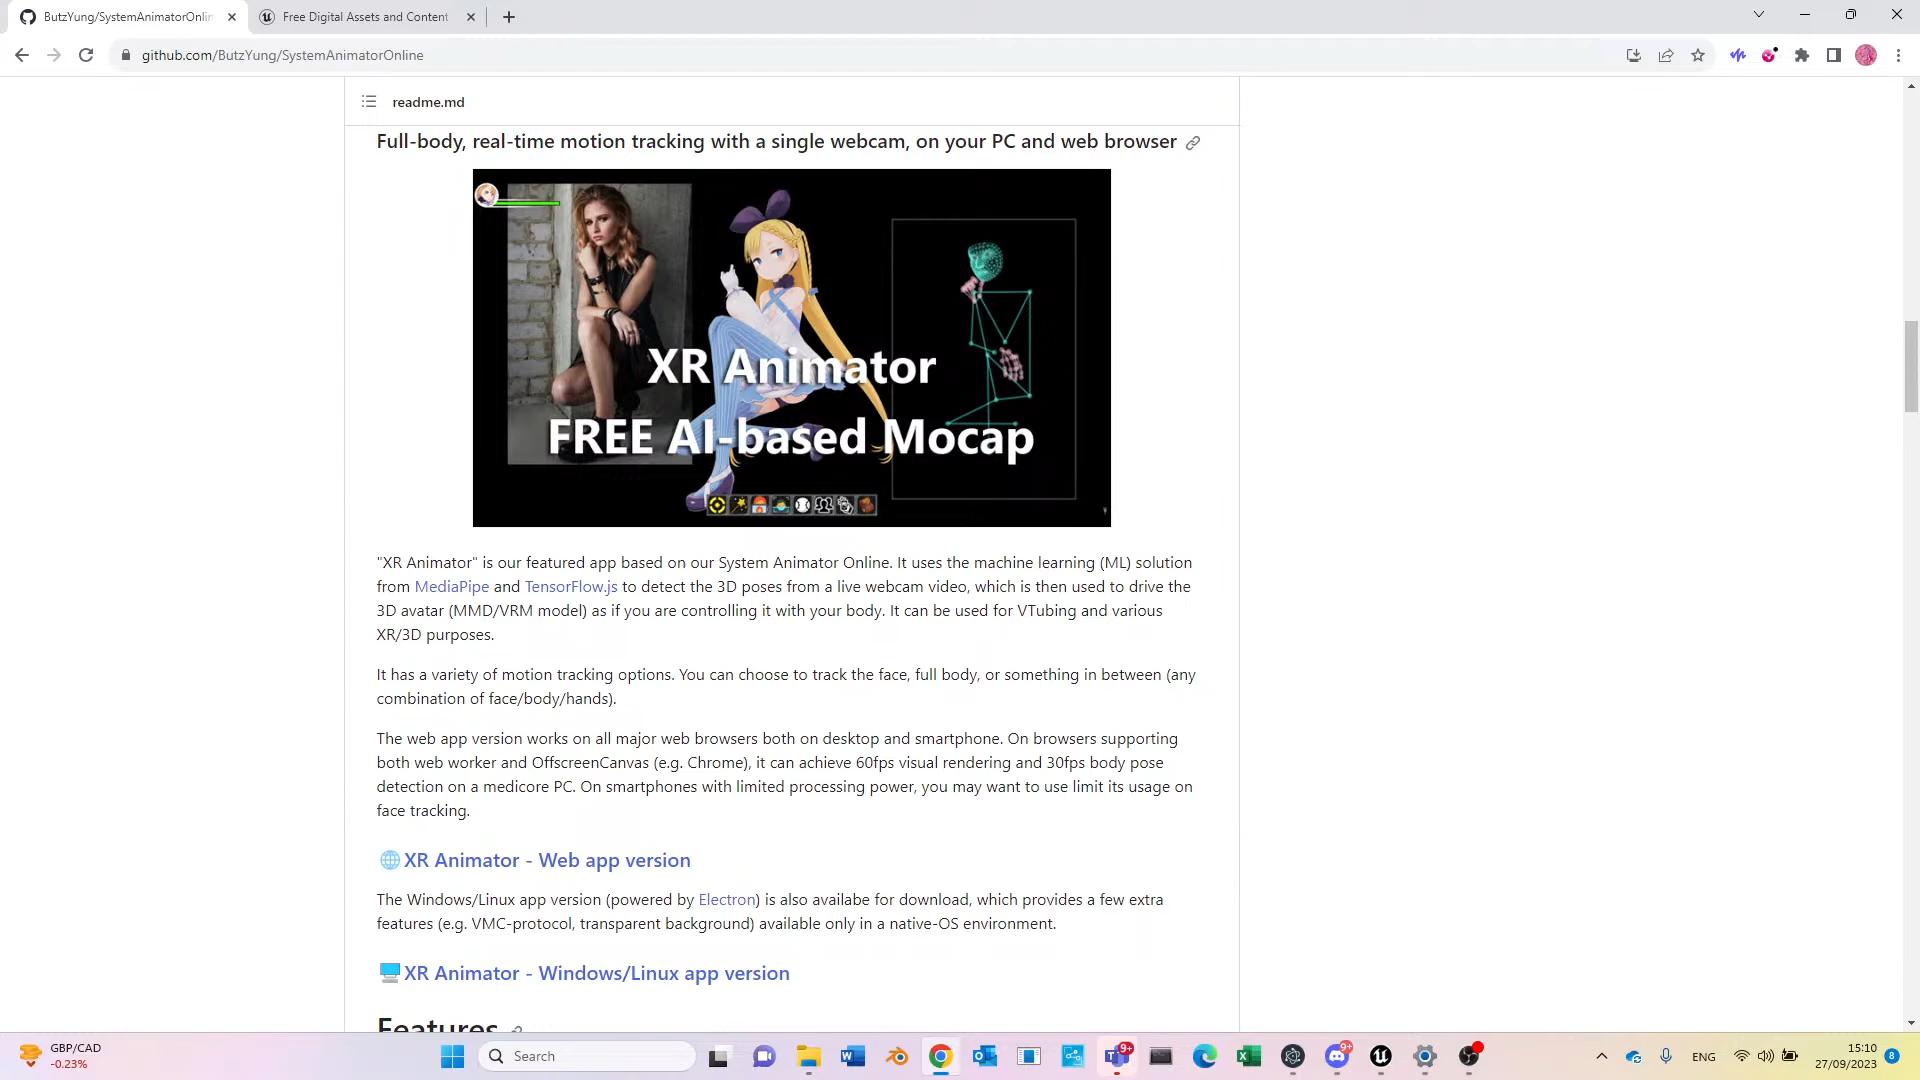 ButzYung/SystemAnimatorOnlin
Free Digital Assets and Content
github.com/ButzYung/SystemAnimatorOnline
readme.md
Full-body, real-time motion tracking with a single webcam, on your PC and web browser
XR Animator
FREE AI-based Mocap
"XR Animator" is our featured app based on our System Animator Online. It uses the machine learning (ML) solution
from MediaPipe and TensorFlow.js to detect the 3D poses from a live webcam video, which is then used to drive the
3D avatar (MMD/VRM model) as if you are controlling it with your body. It can be used for VTubing and various
XR/3D purposes.
It has a variety of motion tracking options. You can choose to track the face, full body, or something in between (any
combination of face/body/hands).
The web app version works on all major web browsers both on desktop and smartphone. On browsers supporting
both web worker and OffscreenCanvas (e.g. Chrome), it can achieve 60fps visual rendering and 30fps body pose
detection on a medicore PC. On smartphones with limited processing power, you may want to use limit its usage on
face tracking.
XR Animator - Web app version
The Windows/Linux app version (powered by Electron) is also availabe for download, which provides a few extra
features (e.g. VMC-protocol, transparent background) available only in a native-OS environment.
XR Animator - Windows/Linux app version
Features
GBP/CAD
-0.23%
Search
9+
9+
ENG
15:10
27/09/2023
8